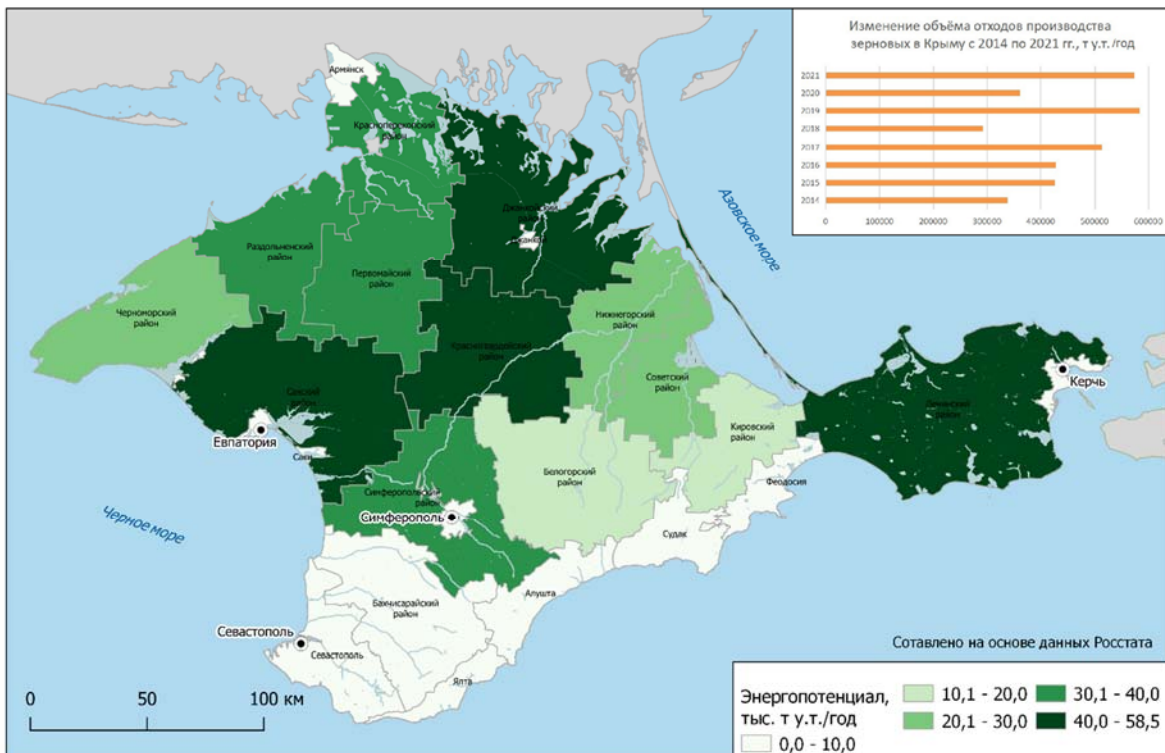 Изменение объёма отходов производства
зерновых в Крыму с 2014 по 2021 гг., т у.т./год
2021
2020
2019
2018
2017
2016
2015
2014
0
100000
200000
300000
400000
500000
600000
Армянск
Красноперекопский
район
Джанкойский
район
Джанкой
Азовское море
Раздольненский
район
Первомайский
район
Черноморский
район
Нижнегорский
район
Красногвардейский
район
Советский
район
Керчь
Сакский
район
Ленинский
район
Кировский
район
Евпатория
Саки
Белогорский
район
Феодосия
Симферопольский
район
Симферополь
Черное море
Судак
Алушта
Бахчисарайский
район
Севастополь
Севастополь
Ялта
Сотавлено на основе данных Росстата
0
50
100 км
Энергопотенциал,
тыс. т у.т./год
0,0 - 10,0
10,1 - 20,0
20,1 - 30,0
30,1 - 40,0
40,0 - 58,5